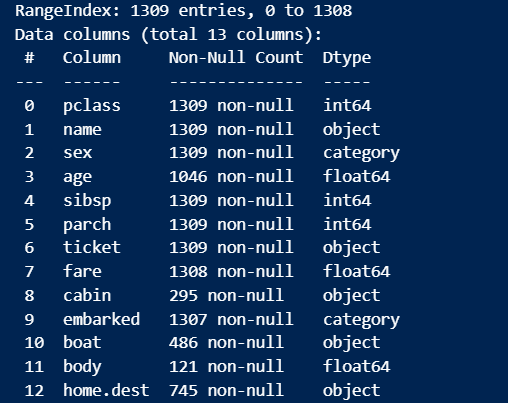 RangeIndex: 1309 entries, 0 to 1308
Data columns (total 13 columns):
 #   Column     Non-Null Count  Dtype
---  ------     --------------  -----
 0   pclass     1309 non-null   int64
 1   name       1309 non-null   object
 2   sex        1309 non-null   category
 3   age        1046 non-null   float64
 4   sibsp      1309 non-null   int64
 5   parch      1309 non-null   int64
 6   ticket     1309 non-null   object
 7   fare       1308 non-null   float64
 8   cabin      295 non-null    object
 9   embarked   1307 non-null   category
 10  boat       486 non-null    object
 11  body       121 non-null    float64
 12  home.dest  745 non-null    object